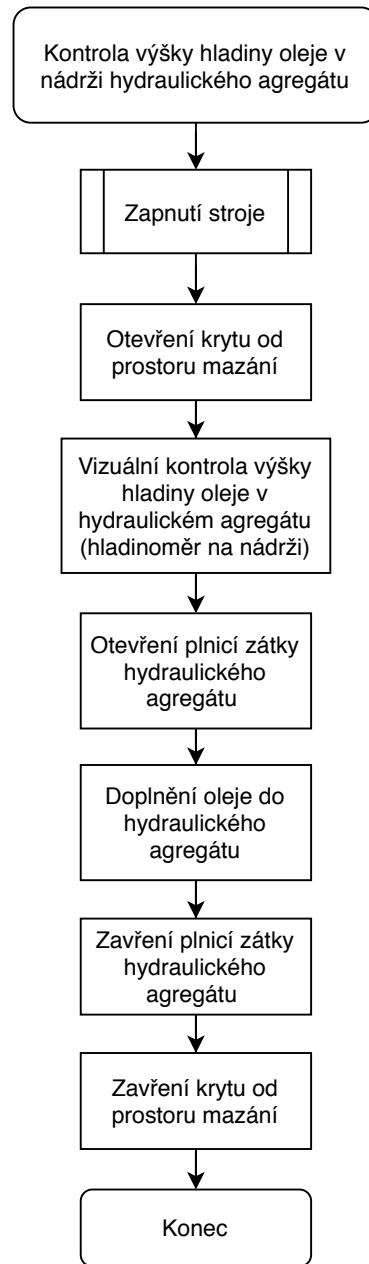 Kontrola výšky hladiny oleje v
nádrži hydraulického agregátu
Zapnutí stroje
Otevření krytu od
prostoru mazání
Vizuální kontrola výšky
hladiny oleje v
hydraulickém agregátu
(hladinoměr na nádrži)
Otevření plnicí zátky
hydraulického
agregátu
Doplnění oleje do
hydraulického
agregátu
Zavření plnicí zátky
hydraulického
agregátu
Zavření krytu od
prostoru mazání
Konec